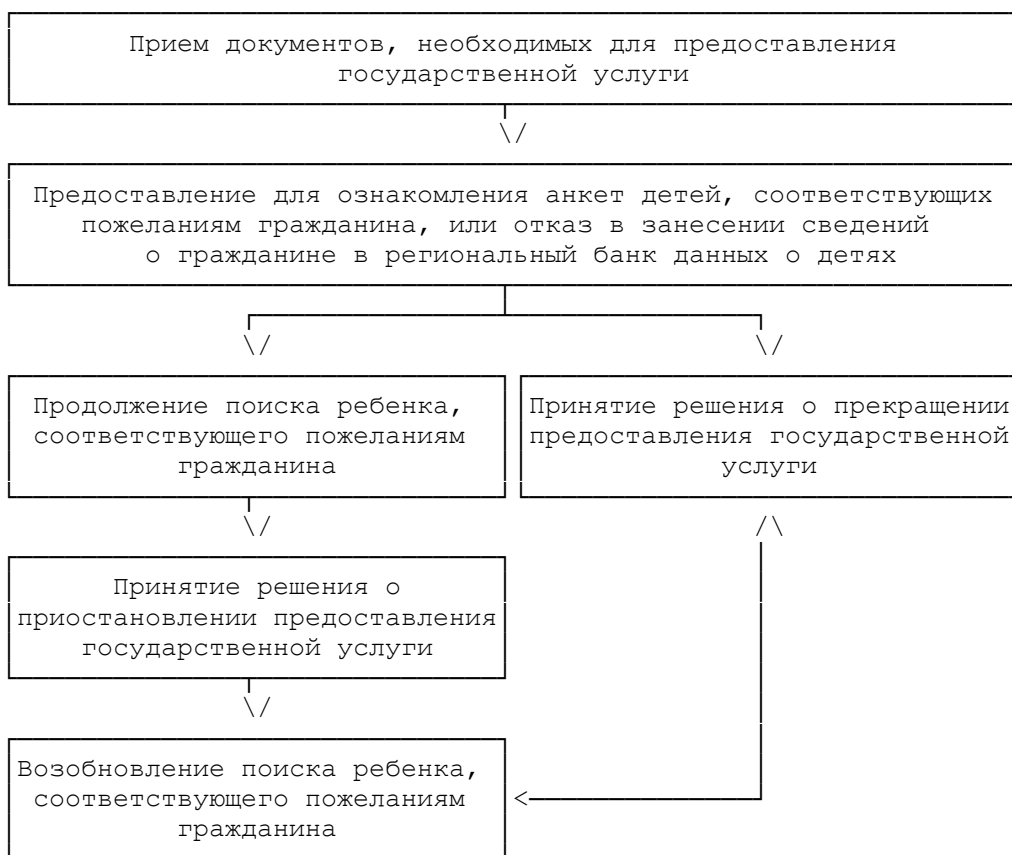 Прием документов, необходимых для предоставления
государственной услуги
Предоставление для ознакомления анкет детей, соответствующих
пожеланиям гражданина, или отказ в занесении сведений
о гражданине в региональный банк данных о детях
Продолжение поиска ребенка,
соответствующего пожеланиям
гражданина
Принятие решения о прекращении
предоставления государственной
услуги
Принятие решения о
приостановлении предоставления
государственной услуги
Возобновление поиска ребенка,
соответствующего пожеланиям
гражданина